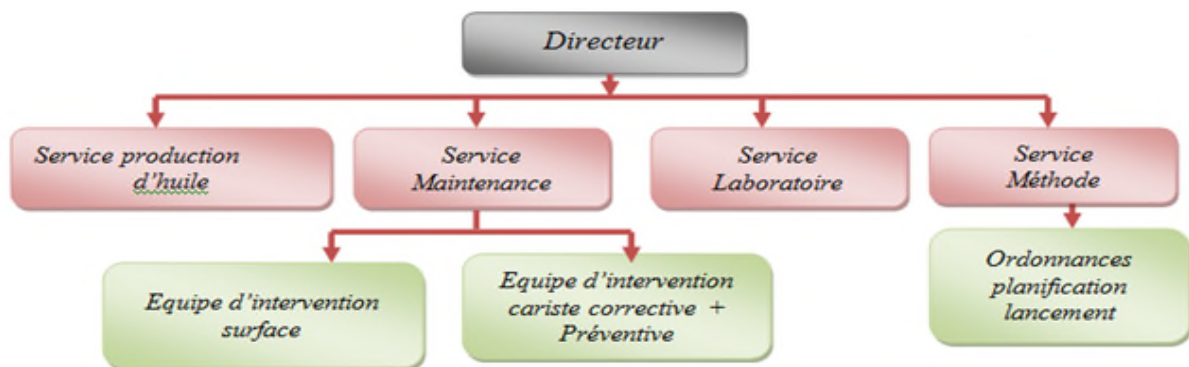 Directeur
Service production
d'huile
Service
Maintenance
Service
Laboratoire
Service
Méthode
Equipe d'intervention
surface
Equipe d'intervention
cariste corrective +
Préventive
Ordonnances
planification
lancement